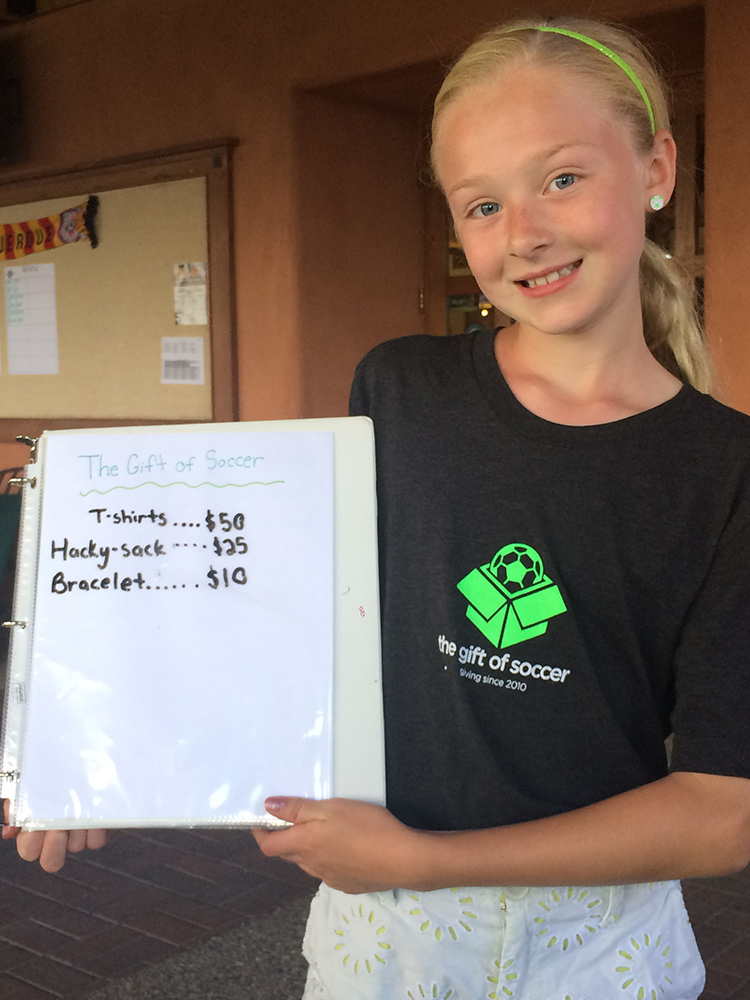 The Gift of Soccer
T-shirts....$50
Hacky-sack ....$25
Bracelet......$10
the gift of soccer
giving since 2010